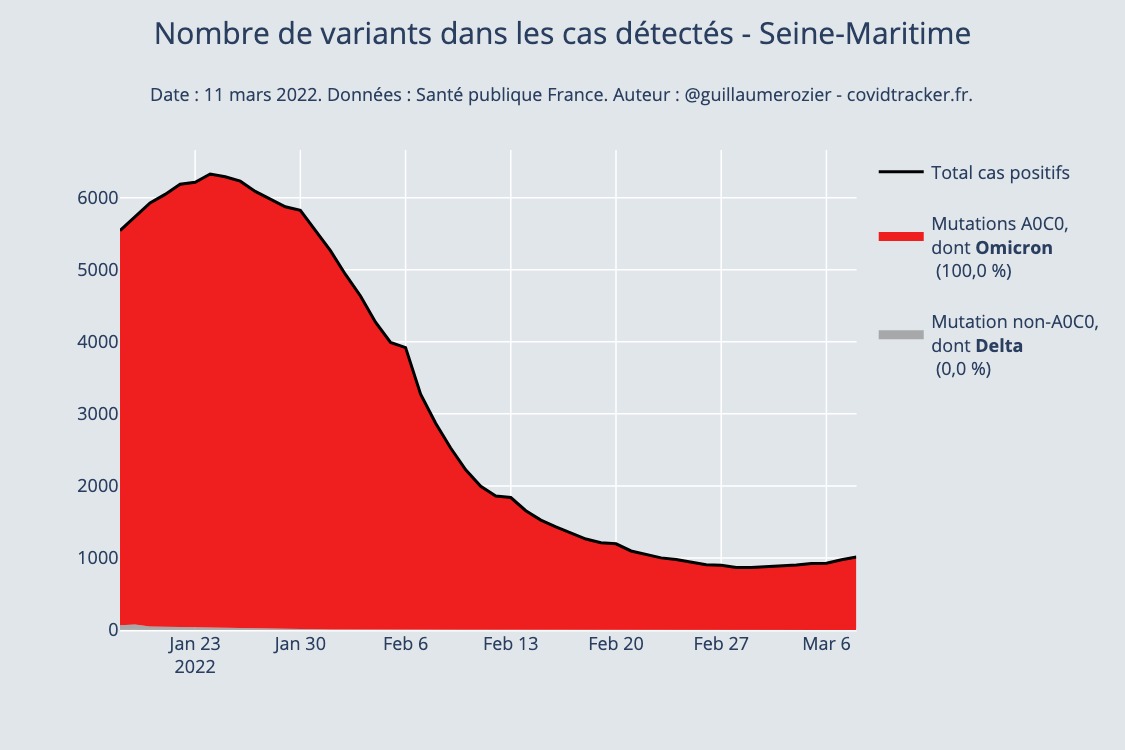 Nombre de variants dans les cas détectés - Seine-Maritime
Date : 11 mars 2022. Données : Santé publique France. Auteur : @guillaumerozier - covidtracker.fr.
6000
5000
4000
3000
2000
1000
0
Jan 23
2022
Jan 30
Feb 6
Feb 13
Feb 20
Feb 27
Mar 6
Total cas positifs
Mutations A0C0,
dont Omicron
(100,0 %)
Mutation non-A0C0,
dont Delta
(0,0 %)